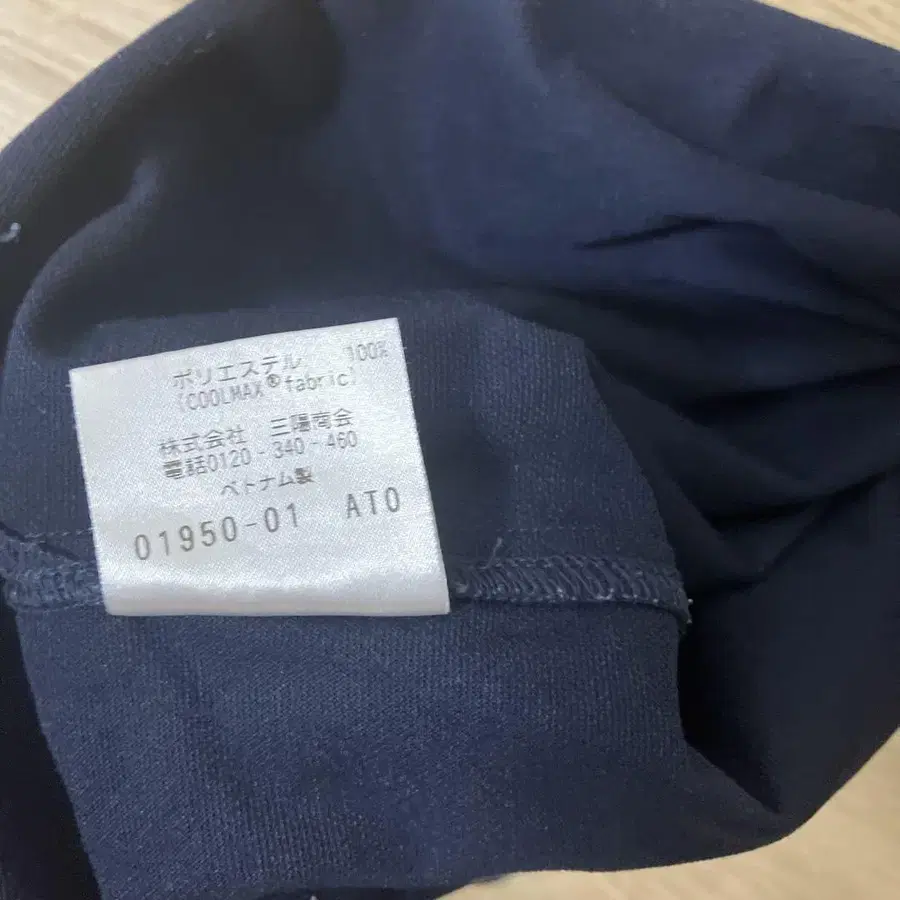 ポリエステル 100%
(COOLMAX® fabric)
株式会社 三陽商会
電話0120-340-460
ベトナム製
01950-01 ATO